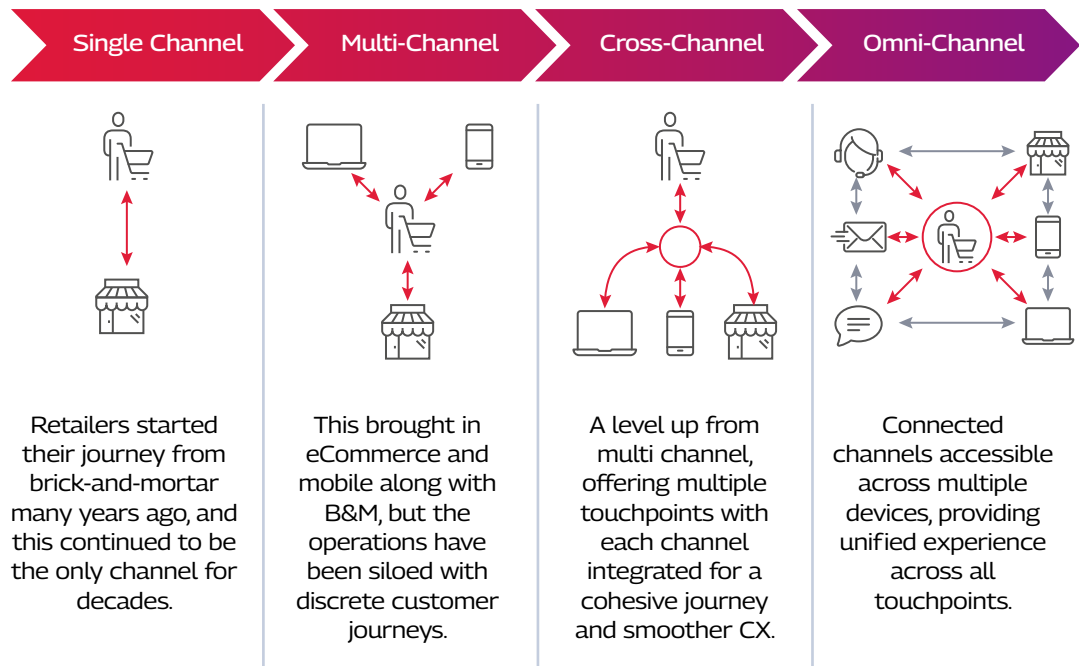 Single Channel
Multi-Channel
Cross-Channel
Omni-Channel
Retailers started
their journey from
brick-and-mortar
many years ago, and
this continued to be
the only channel for
decades.
This brought in
eCommerce and
mobile along with
B&M, but the
operations have
been siloed with
discrete customer
journeys.
A level up from
multi channel,
offering multiple
touchpoints with
each channel
integrated for a
cohesive journey
and smoother CX.
Connected
channels accessible
across multiple
devices, providing
unified experience
across all
touchpoints.